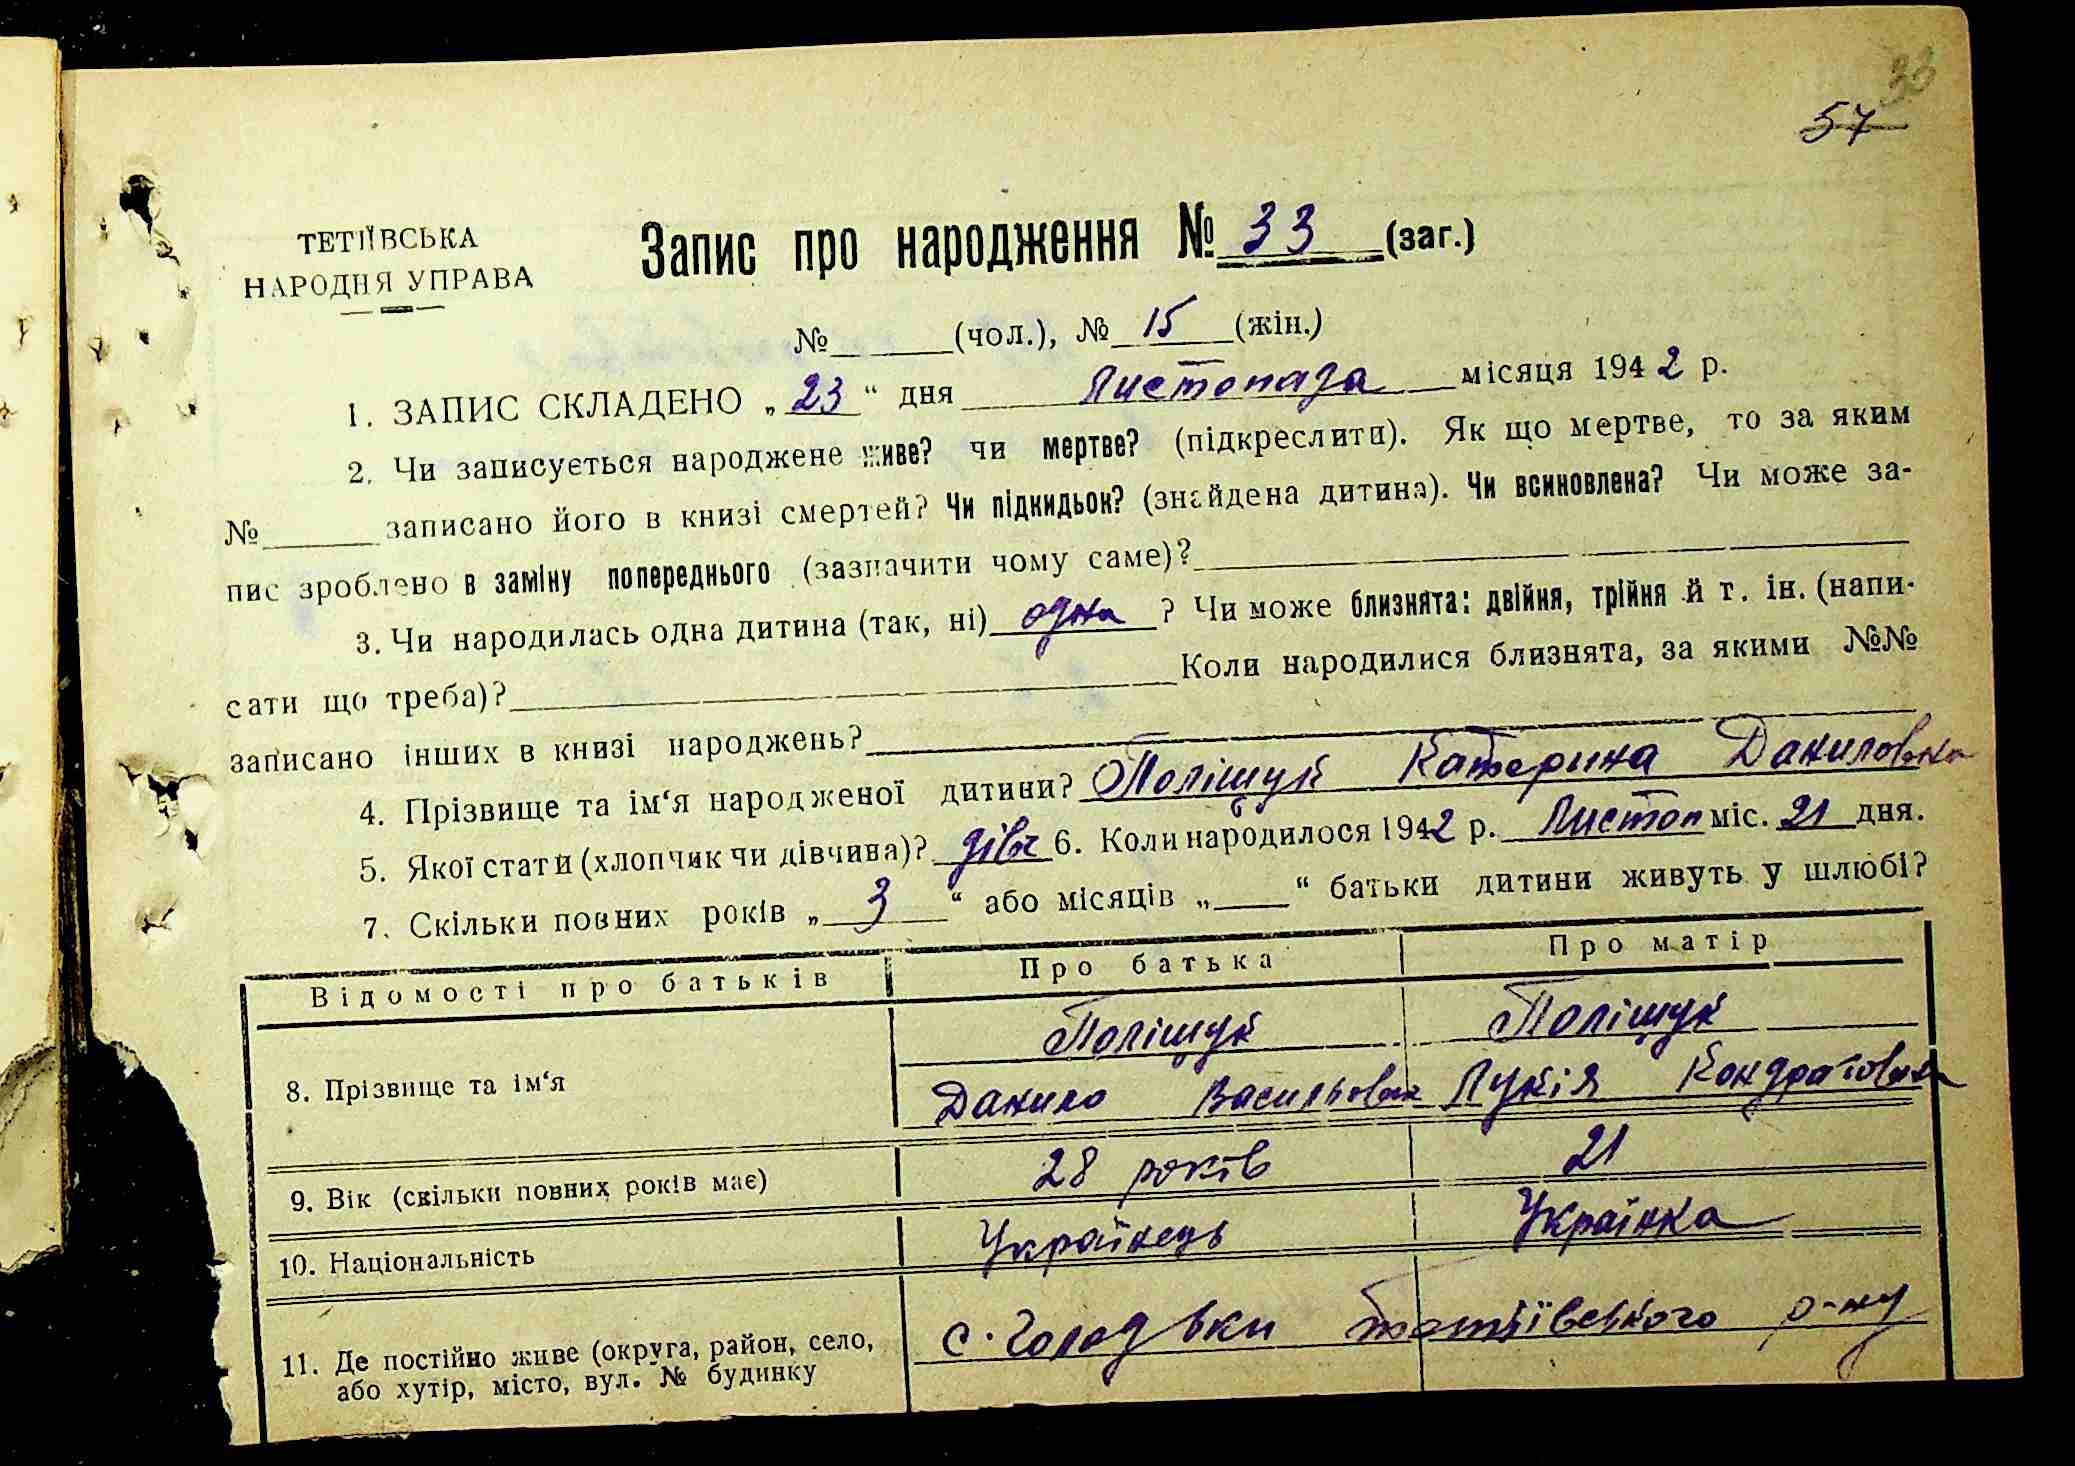 33
57
ТЕТІЇВСЬКА
НАРОДНЯ УПРАВА
Запис про народження № 33 (заг.)
№ (чол.), № 15 (жін.)
1. ЗАПИС СКЛАДЕНО „23“ дня Листопада місяця 1942 р.
2. Чи записується народжене живе? чи мертве? (підкреслити). Як що мертве, то за яким
№ записано його в книзі смертей? Чи підкидьок? (знайдена дитина). Чи всиновлена? Чи може за-
пис зроблено в заміну попереднього (зазначити чому саме)?
3. Чи народилась одна дитина (так, ні) одна ? Чи може близнята: двійня, трійня й т. ін. (напи-
сати що треба)? Коли народилися близнята, за якими №№
записано інших в книзі народжень?
4. Прізвище та ім‘я народженої дитини? Поліщук Катерина Даниловна
5. Якої стати (хлопчик чи дівчина)? дівч 6. Коли народилося 1942 р. Листоп міс. 21 дня.
7. Скільки повних років „3“ або місяців „ “ батьки дитини живуть у шлюбі?
Відомості про батьків Про батька Про матір
Поліщук Поліщук
8. Прізвище та ім‘я Данило Васильович Лукія Кондратовна
9. Вік (скільки повних років має) 28 років 21
10. Національність Українець Українка
11. Де постійно живе (округа, район, село, с. Голодьки Тетіївського р-ну
або хутір, місто, вул. № будинку